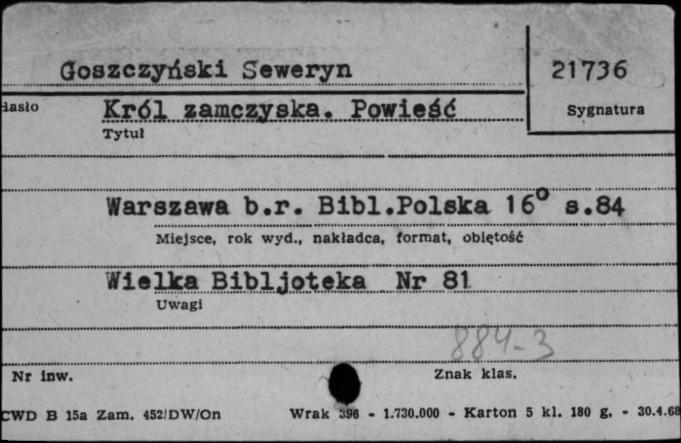 Goszczyński Seweryn
21736
Hasło
Król zamczyska. Powieść
Sygnatura
Tytuł
Warszawa b.r. Bibl.Polska 16° s.84
Miejsce, rok wyd., nakładca, format, objętość
Wielka Bibljoteka Nr 81
Uwagi
884-3
Nr inw.
Znak klas.
CWD B 15a Zam. 452/DW/On Wrak 396 - 1.730.000 - Karton 5 kl. 180 g. - 30.4.68